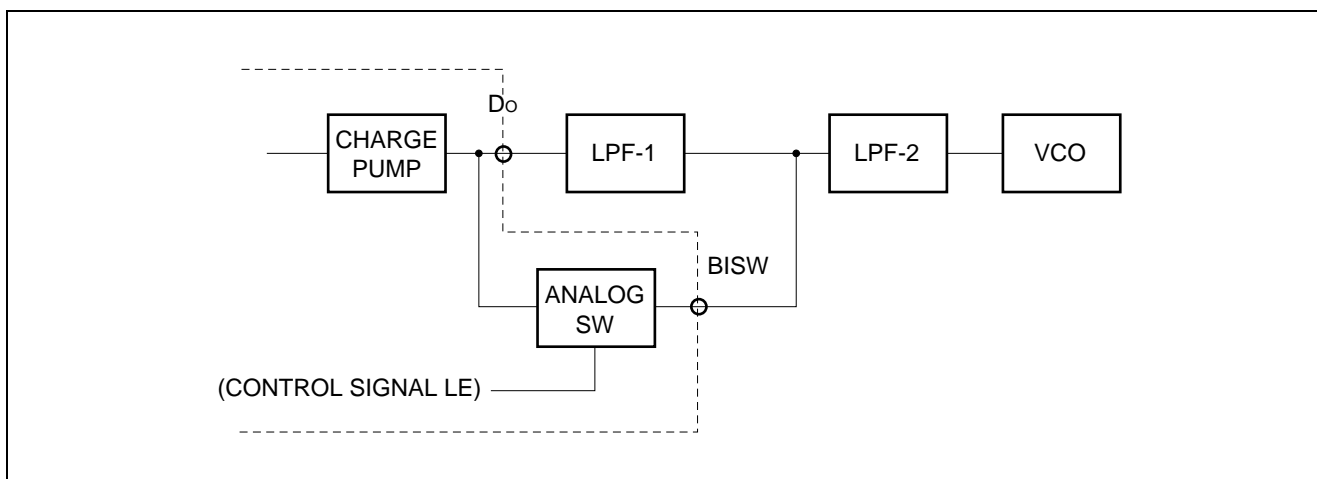 Do
CHARGE
PUMP
LPF-1
LPF-2
VCO
BISW
ANALOG
SW
(CONTROL SIGNAL LE)